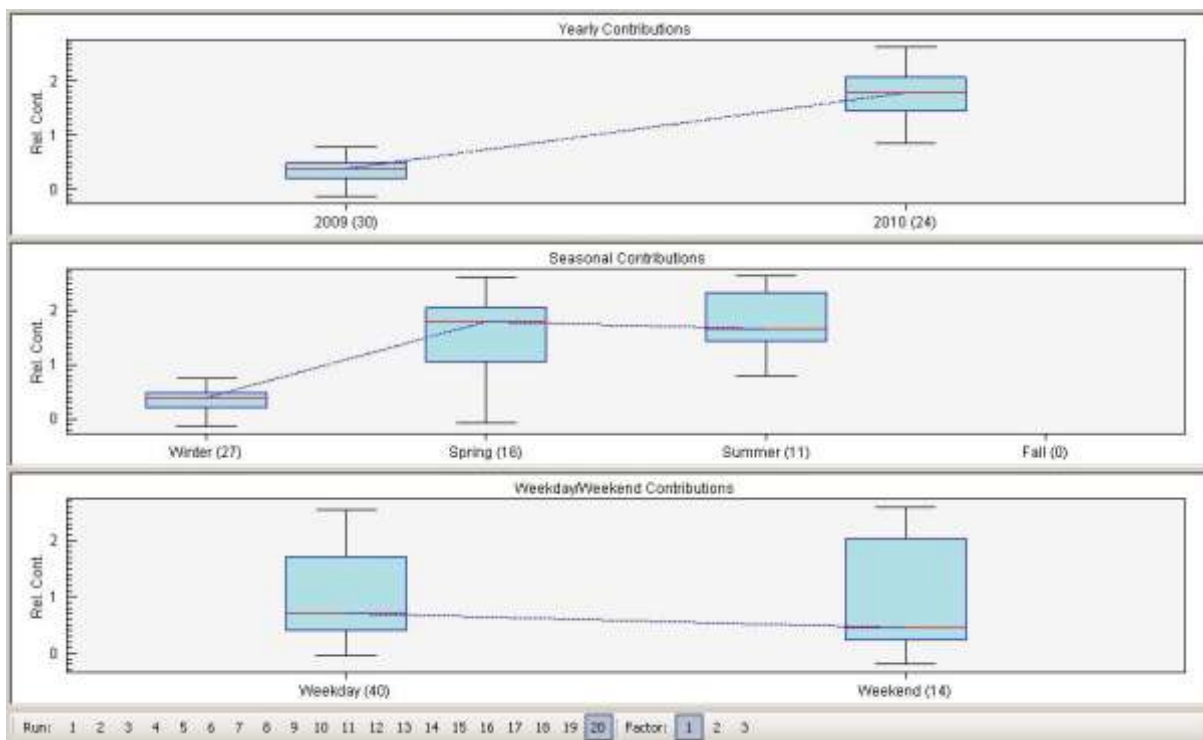 Yearly Contributions
Rel. Cont.
2
1
0
2009 (30)
2010 (24)
Seasonal Contributions
Rel. Cont.
2
1
0
Winter (27)
Spring (16)
Summer (11)
Fall (0)
Weekday/Weekend Contributions
Rel. Cont.
2
1
0
Weekday (40)
Weekend (14)
Run: 1 2 3 4 5 6 7 8 9 10 11 12 13 14 15 16 17 18 19 20 Factor: 1 2 3